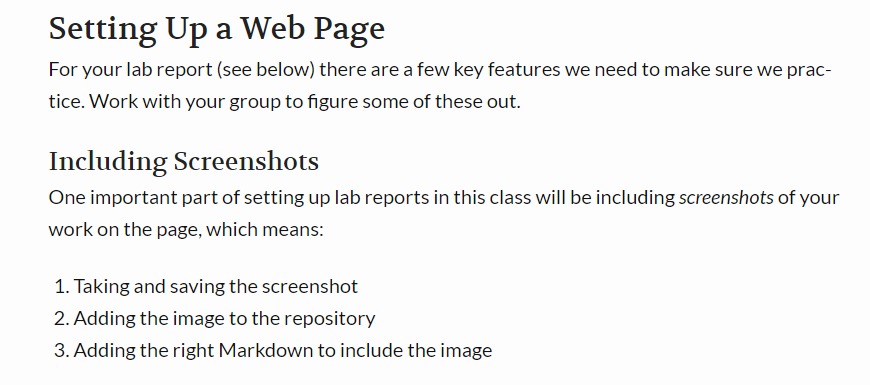 Setting Up a Web Page
For your lab report (see below) there are a few key features we need to make sure we prac-
tice. Work with your group to figure some of these out.
Including Screenshots
One important part of setting up lab reports in this class will be including screenshots of your
work on the page, which means:
1. Taking and saving the screenshot
2. Adding the image to the repository
3. Adding the right Markdown to include the image